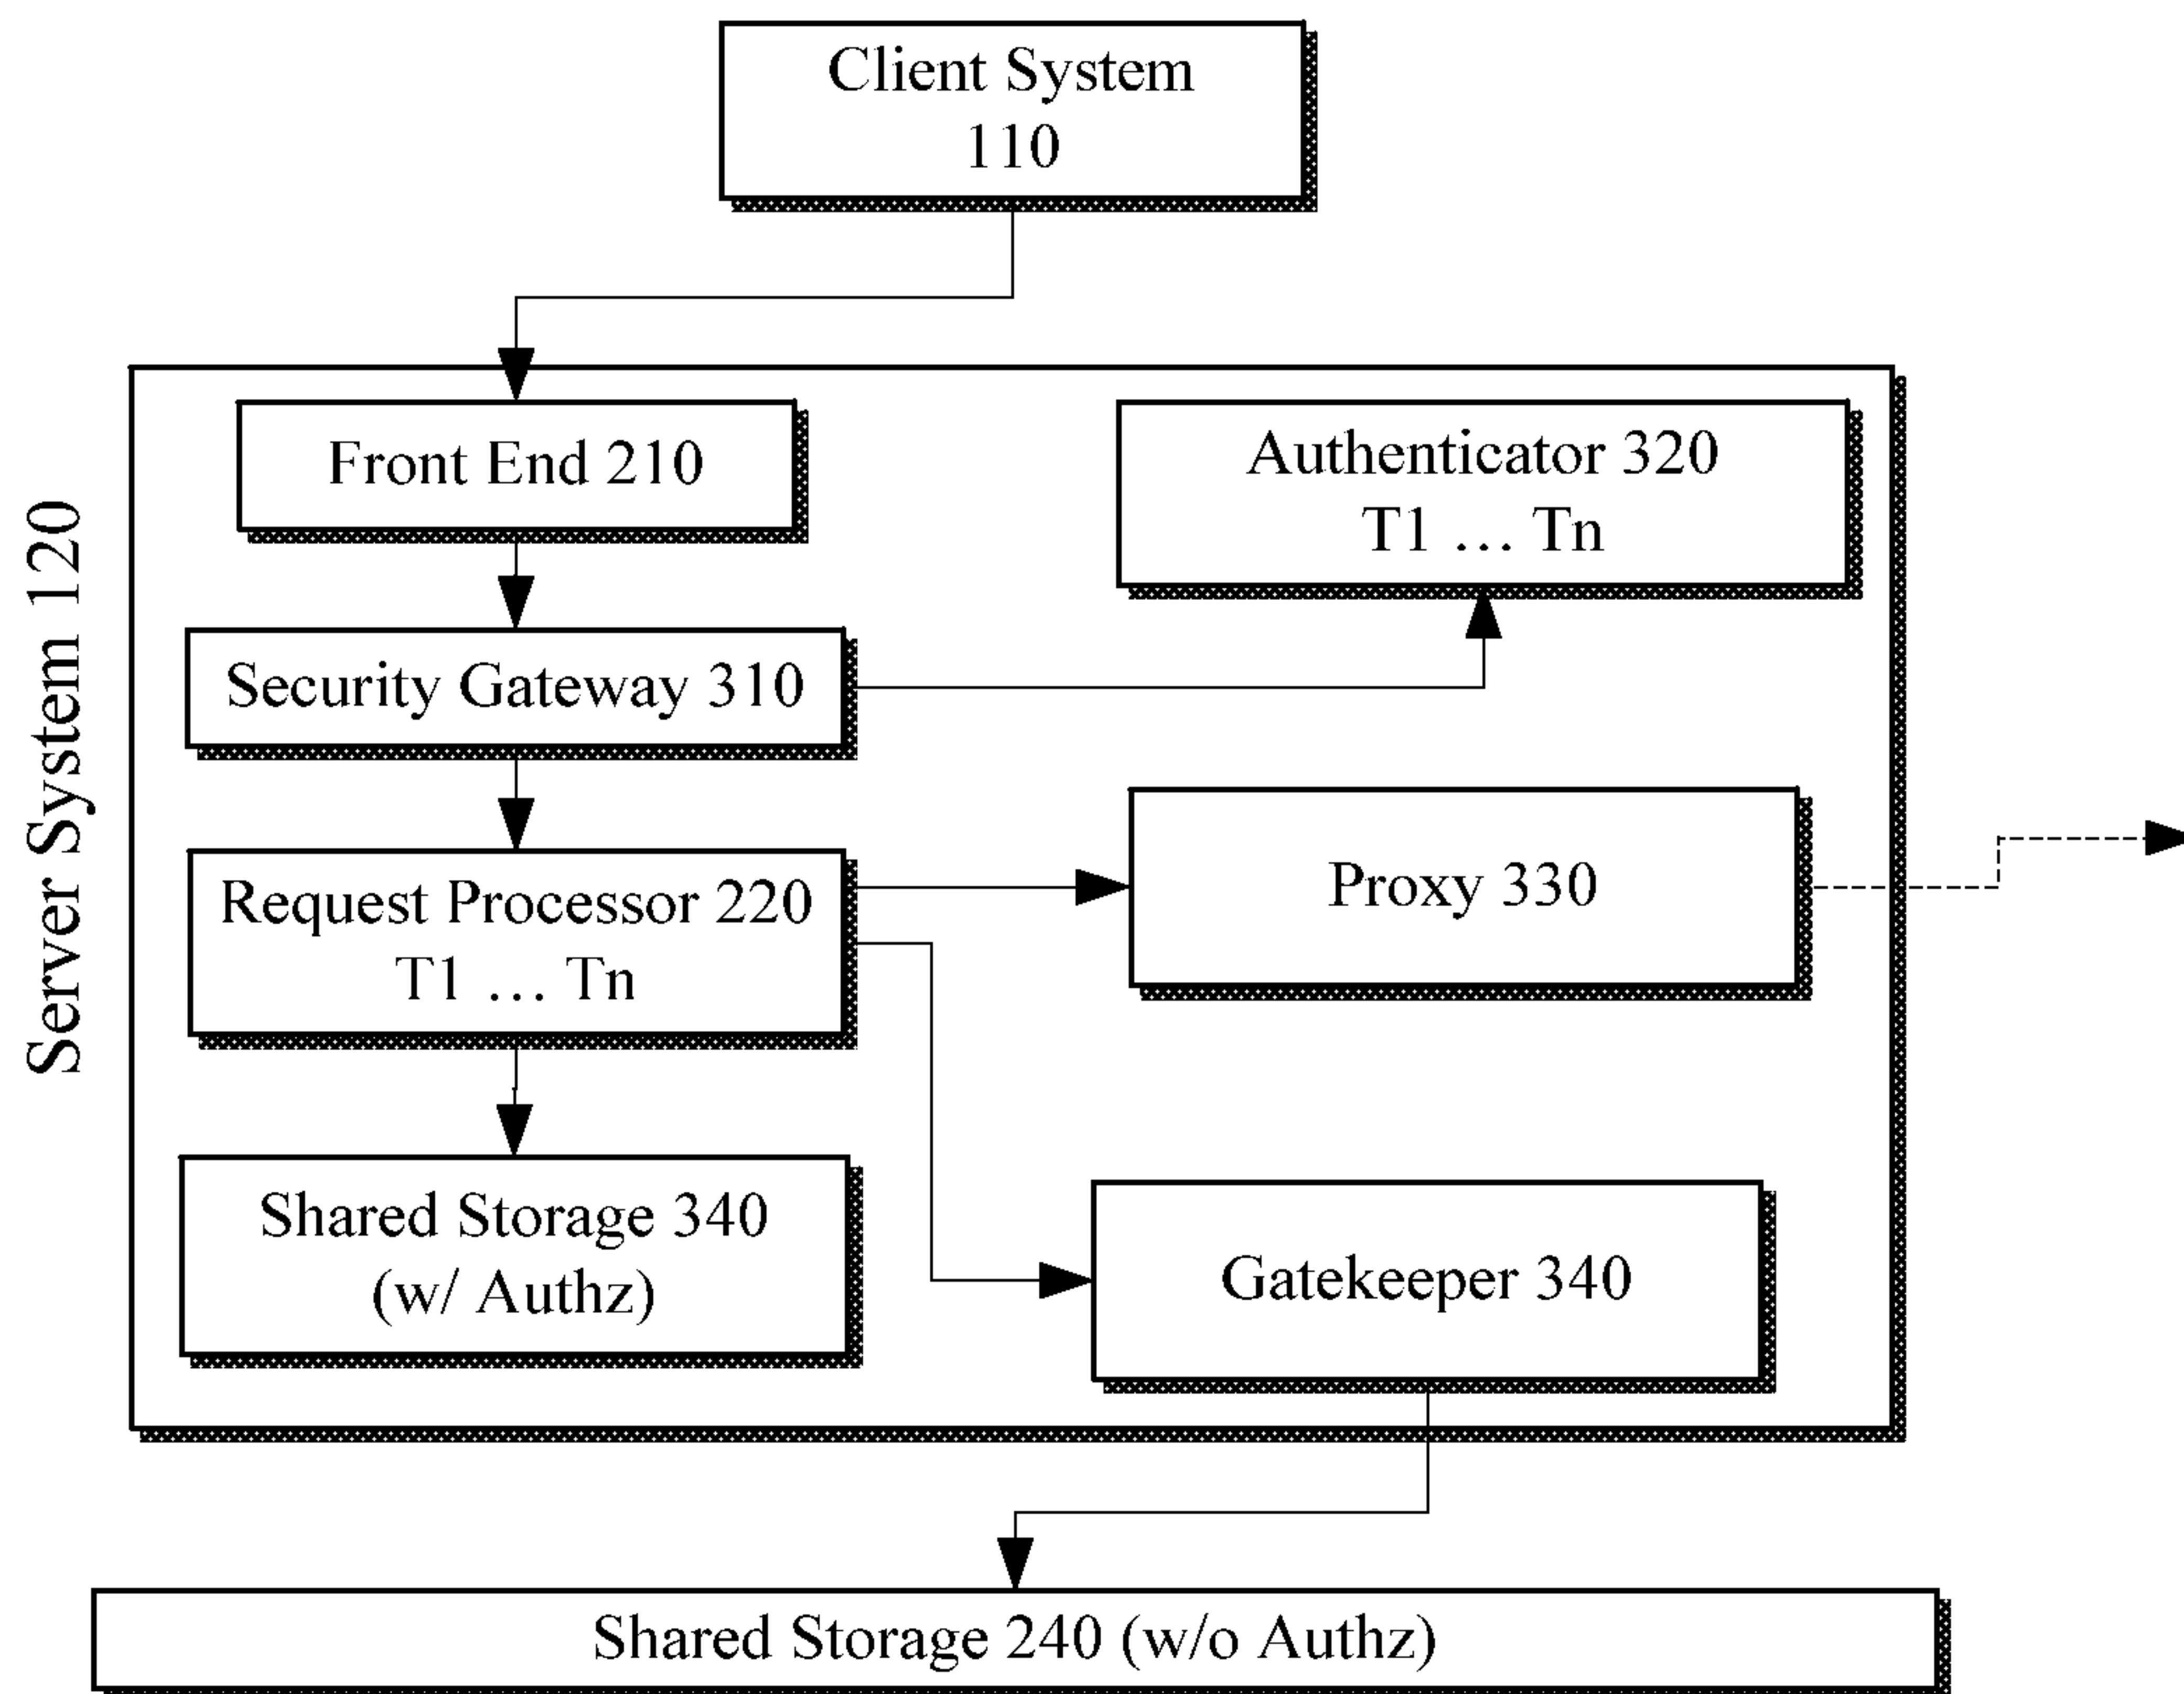 Client System
110
Server System 120
Front End 210
Authenticator 320
T1 … Tn
Security Gateway 310
Request Processor 220
T1 … Tn
Proxy 330
Shared Storage 340
(w/ Authz)
Gatekeeper 340
Shared Storage 240 (w/o Authz)